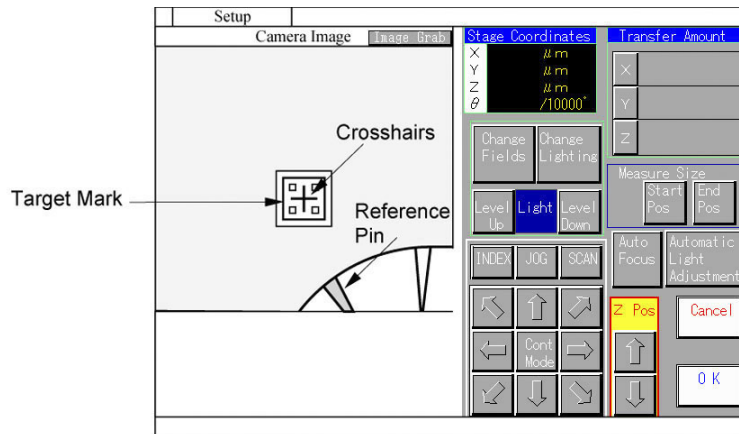 Setup
Camera Image
Image Grab
Crosshairs
Target Mark
Reference
Pin
Stage Coordinates
X μm
Y μm
Z μm
θ /10000°
Transfer Amount
X
Y
Z
Change
Fields
Change
Lighting
Measure Size
Start
Pos
End
Pos
Level
Up
Light
Level
Down
Auto
Focus
Automatic
Light
Adjustment
INDEX
JOG
SCAN
Cont
Mode
Z Pos
Cancel
OK